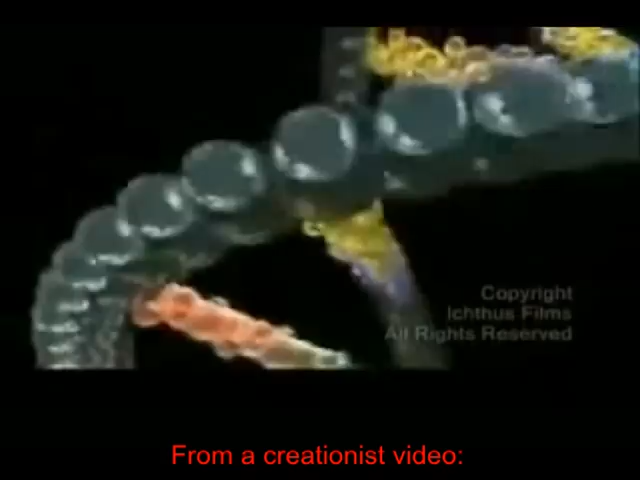 Copyright
Ichthus Films
All Rights Reserved
From a creationist video: